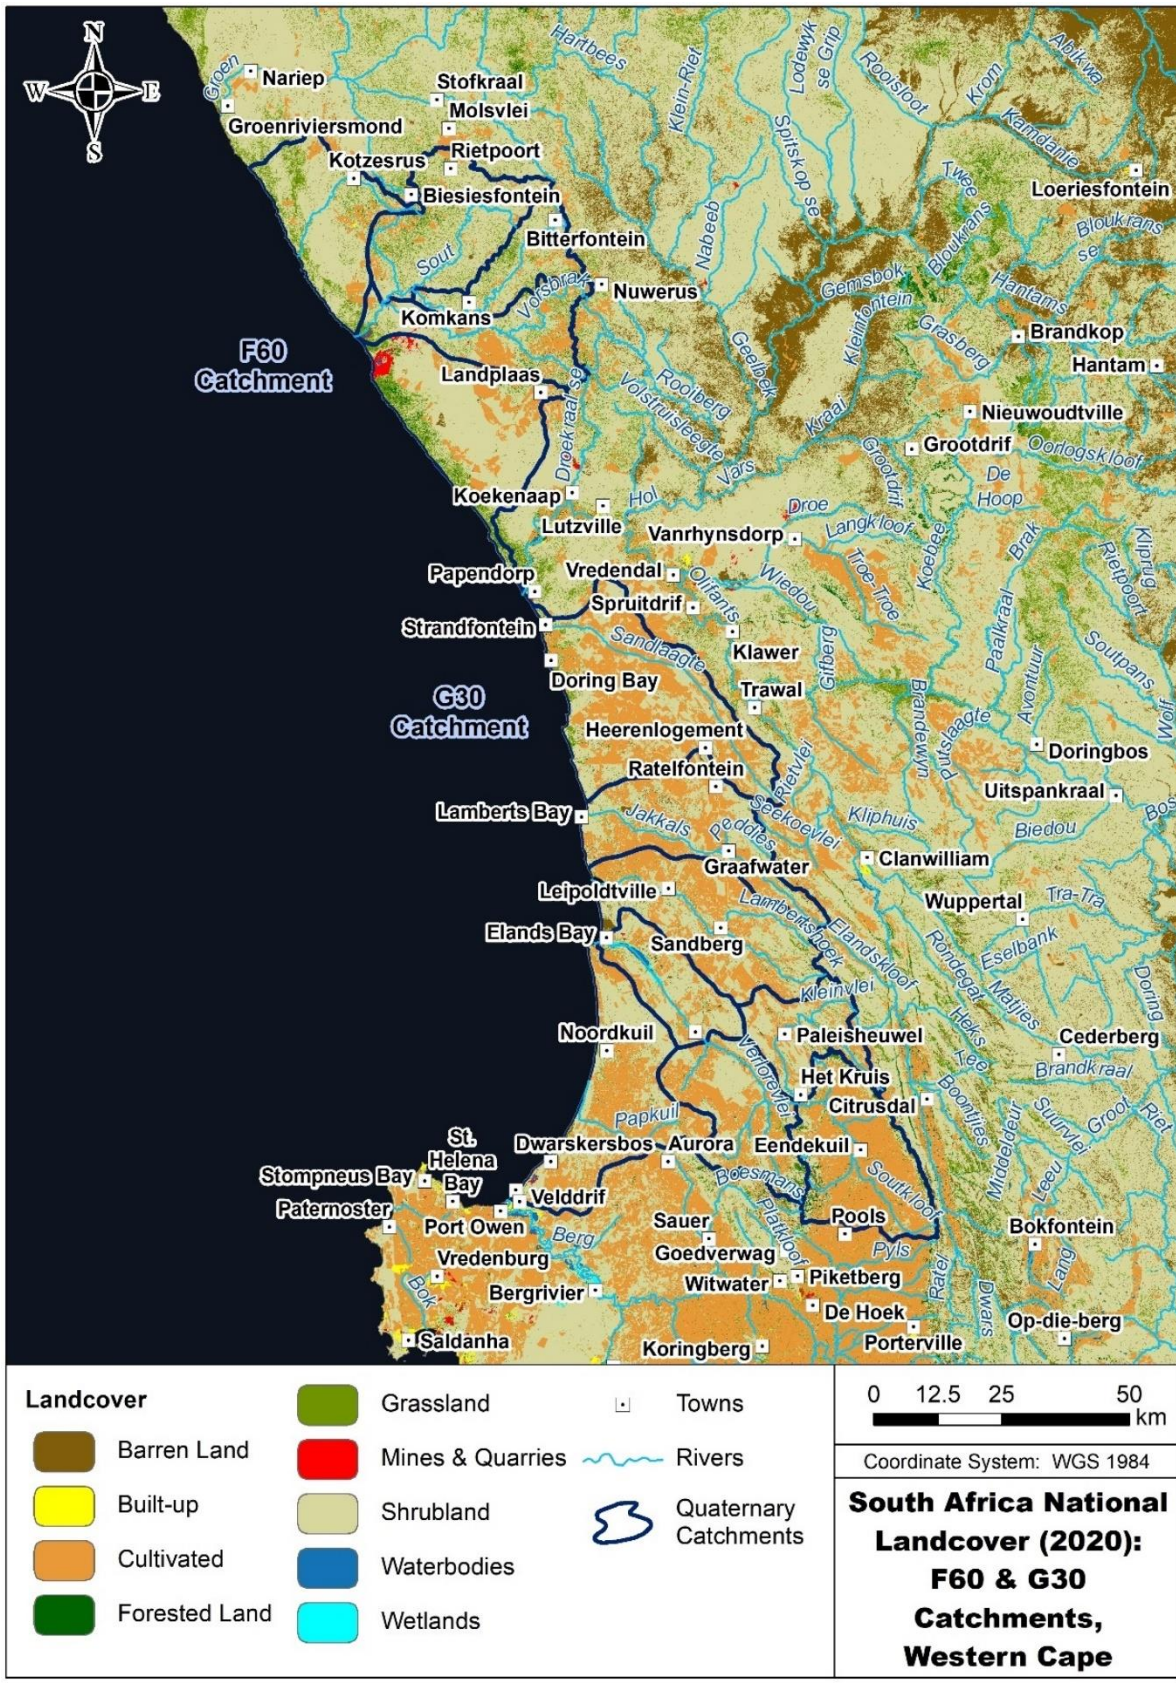 N
W E
S
Groen
Nariep
Groenriviersmond
Stofkraal
Molsvlei
Rietpoort
Kotzesrus
Biesiesfontein
Bitterfontein
Hartbees
Klein-Riet
Lodewyk
se Grip
Rooisloot
Krom
Abikwa
Kamdanie
Loeriesfontein
Spitskop se
Nabeeb
Twee
Bloukrans
Bloukrans
se
Sout
Komkans
Vorsbrak
Nuwerus
Gemsbok
Kleinfontein
Hantams
Grasberg
Brandkop
Hantam
F60
Catchment
Landplaas
Droekraal se
Rooiberg
Volstruisleegte
Geelbek
Kraai
Nieuwoudtville
Grootdrif
Grootdrif
Oorlogskloof
De
Hoop
Vars
Hol
Koekenaap
Lutzville
Droe
Langkloof
Vanrhynsdorp
Koebee
Brak
Kliprug
Rietpoort
Papendorp
Vredendal
Olifants
Wiedou
Troe-Troe
Spruitdrif
Strandfontein
Sandlaagte
Klawer
Gifberg
Paalkraal
Soutpans
Doring Bay
Trawal
G30
Catchment
Brandewyn
Putslaagte
Avontuur
Wolf
Heerenlogement
Doringbos
Ratelfontein
Rietvlei
Uitspankraal
Lamberts Bay
Jakkals
Peddies
Seekoevlei
Kliphuis
Biedou
Bos
Graafwater
Clanwilliam
Leipoldtville
Wuppertal
Tra-Tra
Lambertshoek
Elandskloof
Rondegat
Eselbank
Elands Bay
Sandberg
Matjies
Doring
Kleinvlei
Heks
Noordkuil
Paleisheuwel
Cederberg
Verlorevlei
Tee
Brandkraal
Het Kruis
Citrusdal
Boontjies
Papkuil
Middeldeur
Suurvlei
Groot
Riet
Dwarskersbos
Aurora
Eendekuil
St.
Helena
Bay
Stompneus Bay
Boesmans
Soutkloof
Leeu
Paternoster
Velddrif
Port Owen
Berg
Platkloof
Sauer
Pools
Bokfontein
Goedverwag
Pyls
Vredenburg
Witwater
Piketberg
Ratel
Lang
Bok
Bergrivier
De Hoek
Dwars
Saldanha
Koringberg
Porterville
Op-die-berg
Landcover
Barren Land
Built-up
Cultivated
Forested Land
Grassland
Mines & Quarries
Shrubland
Waterbodies
Wetlands
Towns
Rivers
Quaternary
Catchments
0 12.5 25 50
km
Coordinate System: WGS 1984
South Africa National
Landcover (2020):
F60 & G30
Catchments,
Western Cape